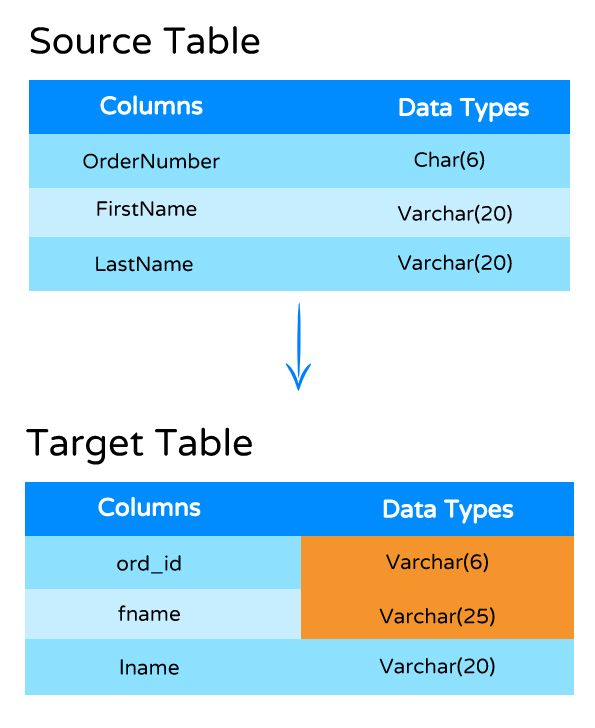 Source Table
Columns Data Types
OrderNumber Char(6)
FirstName Varchar(20)
LastName Varchar(20)
Target Table
Columns Data Types
ord_id Varchar(6)
fname Varchar(25)
lname Varchar(20)